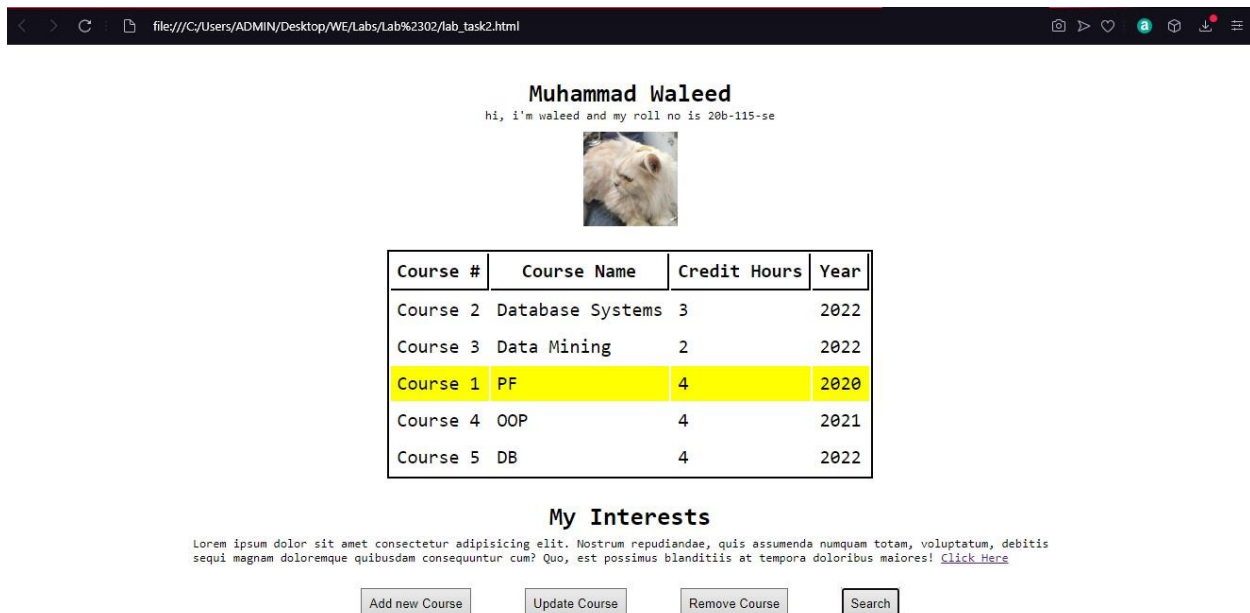 file:///C:/Users/ADMIN/Desktop/WE/Labs/Lab%2302/lab_task2.html
a
Muhammad Waleed
hi, i'm waleed and my roll no is 20b-115-se
Course # Course Name Credit Hours Year
Course 2 Database Systems 3 2022
Course 3 Data Mining 2 2022
Course 1 PF 4 2020
Course 4 OOP 4 2021
Course 5 DB 4 2022
My Interests
Lorem ipsum dolor sit amet consectetur adipisicing elit. Nostrum repudiandae, quis assumenda numquam totam, voluptatum, debitis
sequi magnam doloremque quibusdam consequuntur cum? Quo, est possimus blanditiis at tempora doloribus maiores! Click Here
Add new Course Update Course Remove Course Search